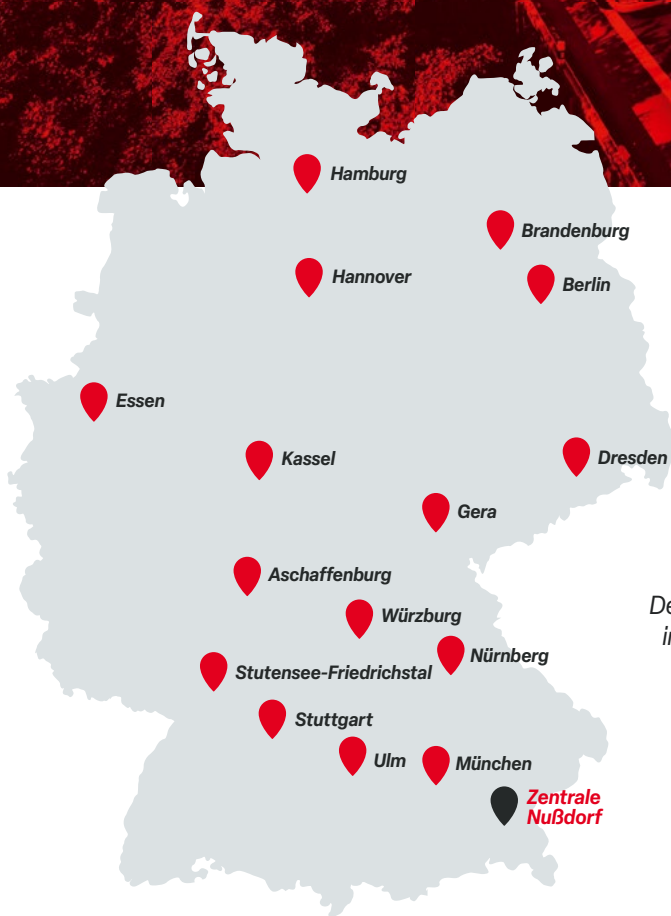 Hamburg
Brandenburg
Hannover
Berlin
Essen
Kassel
Dresden
Gera
Aschaffenburg
Würzburg
Nürnberg
Stutensee-Friedrichstal
Stuttgart
Ulm
München
Zentrale
Nußdorf